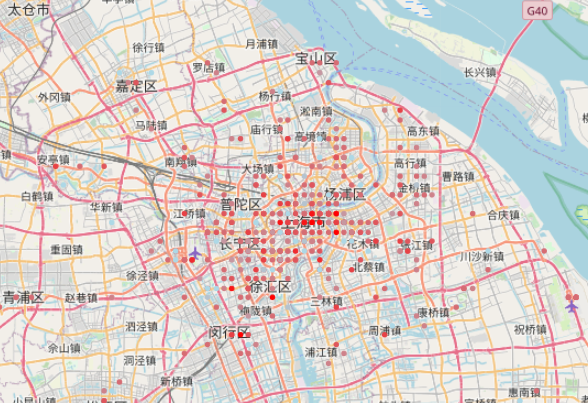 太仓市
G40
徐行镇
月浦镇
宝山区
罗店镇
长兴镇
嘉定区
外冈镇
杨行镇
淞南镇
马陆镇
庙行镇
高境镇
高东镇
安亭镇
南翔镇
大场镇
高行镇
曹路镇
白鹤镇
普陀区
杨浦区
金桥镇
华新镇
江桥镇
上海市
合庆镇
重固镇
长宁区
花木镇
张江镇
川沙新镇
徐泾镇
北蔡镇
青浦区
赵巷镇
徐汇区
三林镇
梅陇镇
康桥镇
泗泾镇
闵行区
周浦镇
祝桥镇
佘山镇
洞泾镇
浦江镇
新桥镇
惠南镇